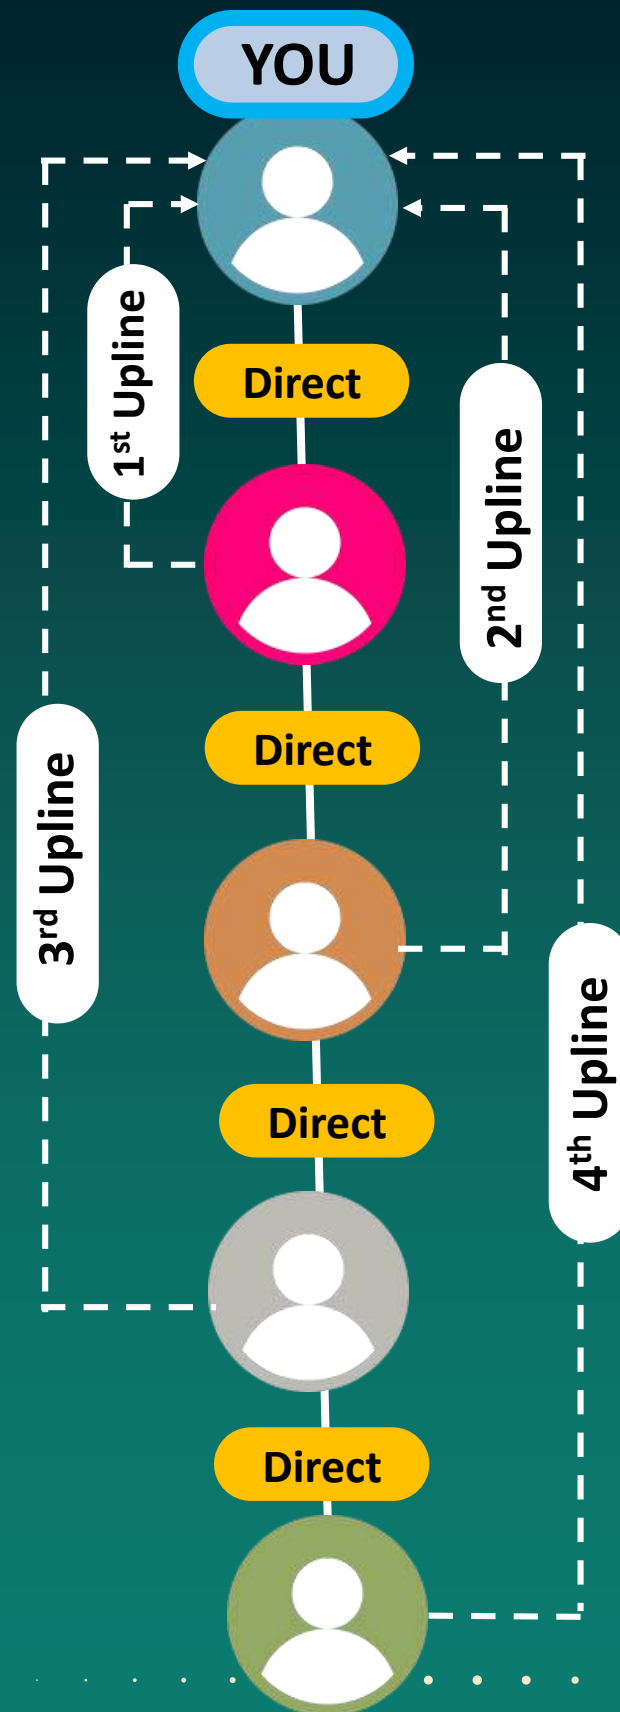 YOU
1st Upline
Direct
2nd Upline
Direct
3rd Upline
4th Upline
Direct
Direct